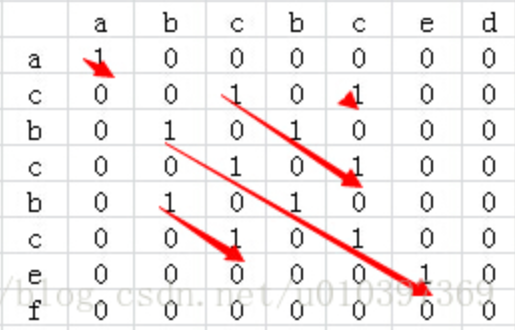 a b c b c e d
a 1 0 0 0 0 0 0
c 0 0 1 0 1 0 0
b 0 1 0 1 0 0 0
c 0 0 1 0 1 0 0
b 0 1 0 1 0 0 0
c 0 0 1 0 1 0 0
e 0 0 0 0 0 1 0
f 0 0 0 0 0 0 0
/blog.csdn.net/u010397369